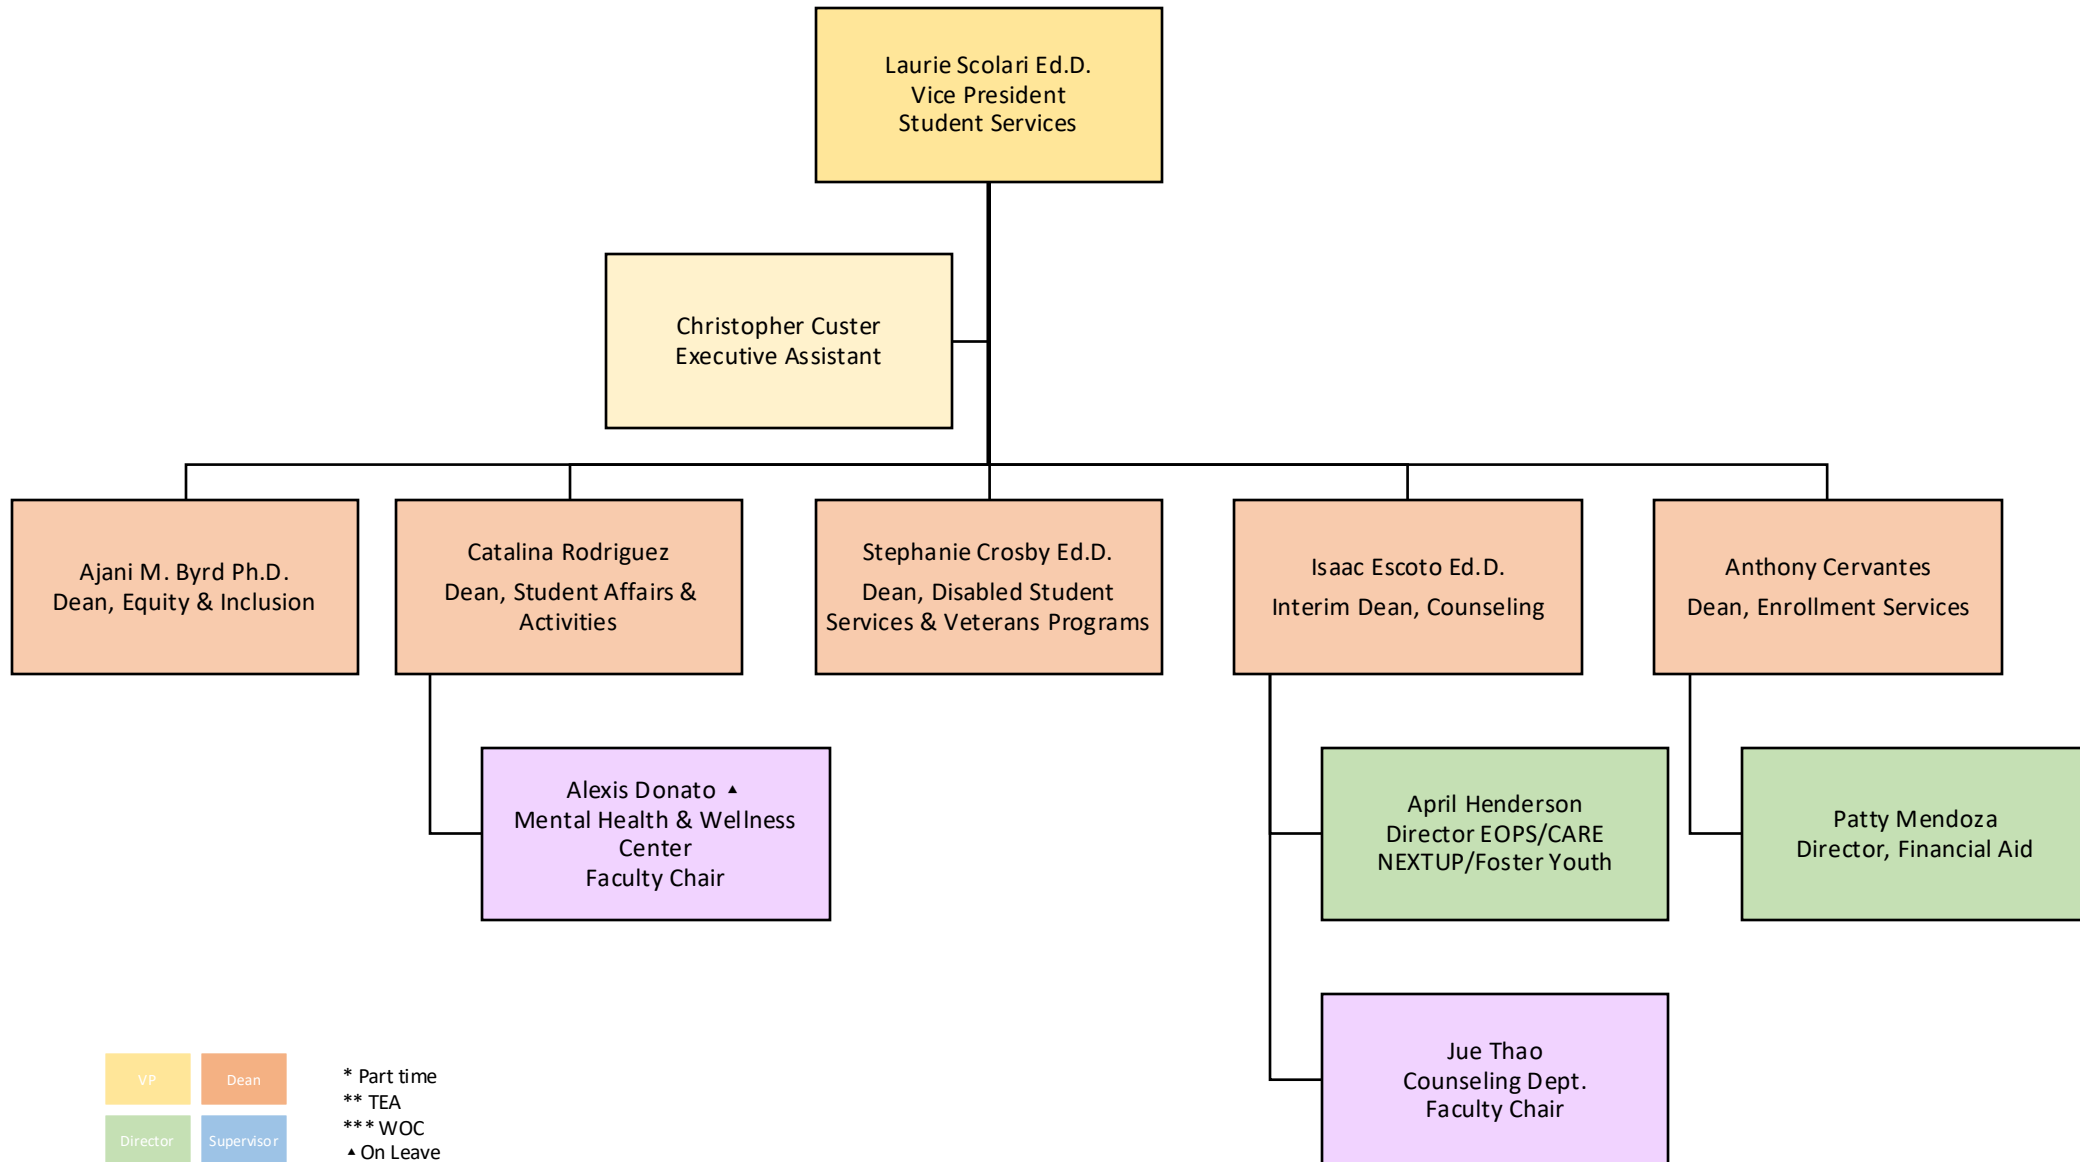 Laurie Scolari Ed.D.
Vice President
Student Services
Christopher Custer
Executive Assistant
Ajani M. Byrd Ph.D.
Dean, Equity & Inclusion
Catalina Rodriguez
Dean, Student Affairs &
Activities
Stephanie Crosby Ed.D.
Dean, Disabled Student
Services & Veterans Programs
Isaac Escoto Ed.D.
Interim Dean, Counseling
Anthony Cervantes
Dean, Enrollment Services
Alexis Donato ▲
Mental Health & Wellness
Center
Faculty Chair
April Henderson
Director EOPS/CARE
NEXTUP/Foster Youth
Patty Mendoza
Director, Financial Aid
Jue Thao
Counseling Dept.
Faculty Chair
VP
Dean
Director
Supervisor
* Part time
** TEA
*** WOC
▲ On Leave